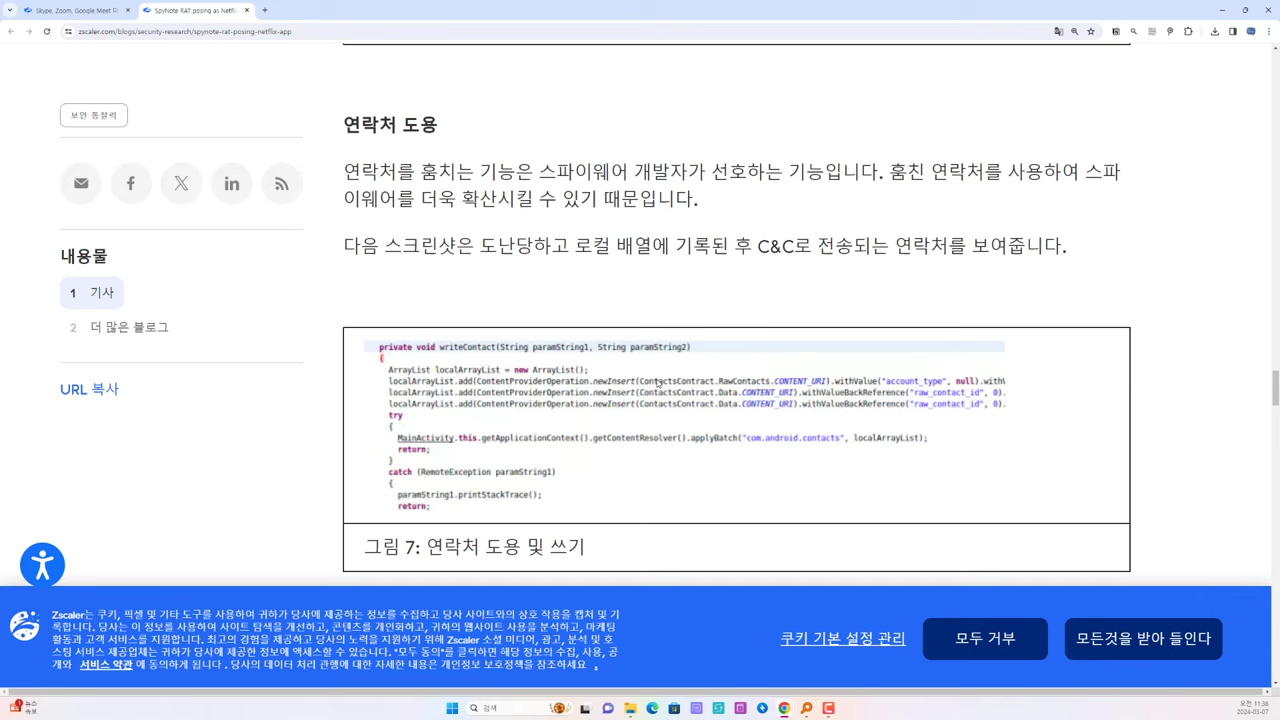 Skype, Zoom, Google Meet
SpyNote RAT posing as Netfli
zscaler.com/blogs/security-research/spynote-rat-posing-netflix-app
보안 통찰력
연락처 도용
연락처를 훔치는 기능은 스파이웨어 개발자가 선호하는 기능입니다. 훔친 연락처를 사용하여 스파
이웨어를 더욱 확산시킬 수 있기 때문입니다.
다음 스크린샷은 도난당하고 로컬 배열에 기록된 후 C&C로 전송되는 연락처를 보여줍니다.
내용물
1 기사
2 더 많은 블로그
URL 복사
private void writeContact(String paramString1, String paramString2)
{
ArrayList localArrayList = new ArrayList();
localArrayList.add(ContentProviderOperation.newInsert(ContactsContract.RawContacts.CONTENT_URI).withValue("account_type", null).with
localArrayList.add(ContentProviderOperation.newInsert(ContactsContract.Data.CONTENT_URI).withValueBackReference("raw_contact_id", 0).
localArrayList.add(ContentProviderOperation.newInsert(ContactsContract.Data.CONTENT_URI).withValueBackReference("raw_contact_id", 0).
try
{
MainActivity.this.getApplicationContext().getContentResolver().applyBatch("com.android.contacts", localArrayList);
return;
}
catch (RemoteException paramString1)
{
paramString1.printStackTrace();
return;
그림 7: 연락처 도용 및 쓰기
Zscaler는 쿠키, 픽셀 및 기타 도구를 사용하여 귀하가 당사에 제공하는 정보를 수집하고 당사 사이트와의 상호 작용을 캡처 및 기
록합니다. 당사는 이 정보를 사용하여 사이트 탐색을 개선하고, 콘텐츠를 개인화하고, 귀하의 웹사이트 사용을 분석하고, 마케팅
활동과 고객 서비스를 지원합니다. 최고의 경험을 제공하고 당사의 노력을 지원하기 위해 Zscaler 소셜 미디어, 광고, 분석 및 호
스팅 서비스 제공업체는 귀하가 당사에 제공한 정보에 액세스할 수 있습니다. "모두 동의"를 클릭하면 해당 정보의 수집, 사용, 공
개와 서비스 약관 에 동의하게 됩니다 . 당사의 데이터 처리 관행에 대한 자세한 내용은 개인정보 보호정책을 참조하세요 .
쿠키 기본 설정 관리
모두 거부
모든것을 받아 들인다
뉴스
속보
검색
오전 11:36
2024-03-07